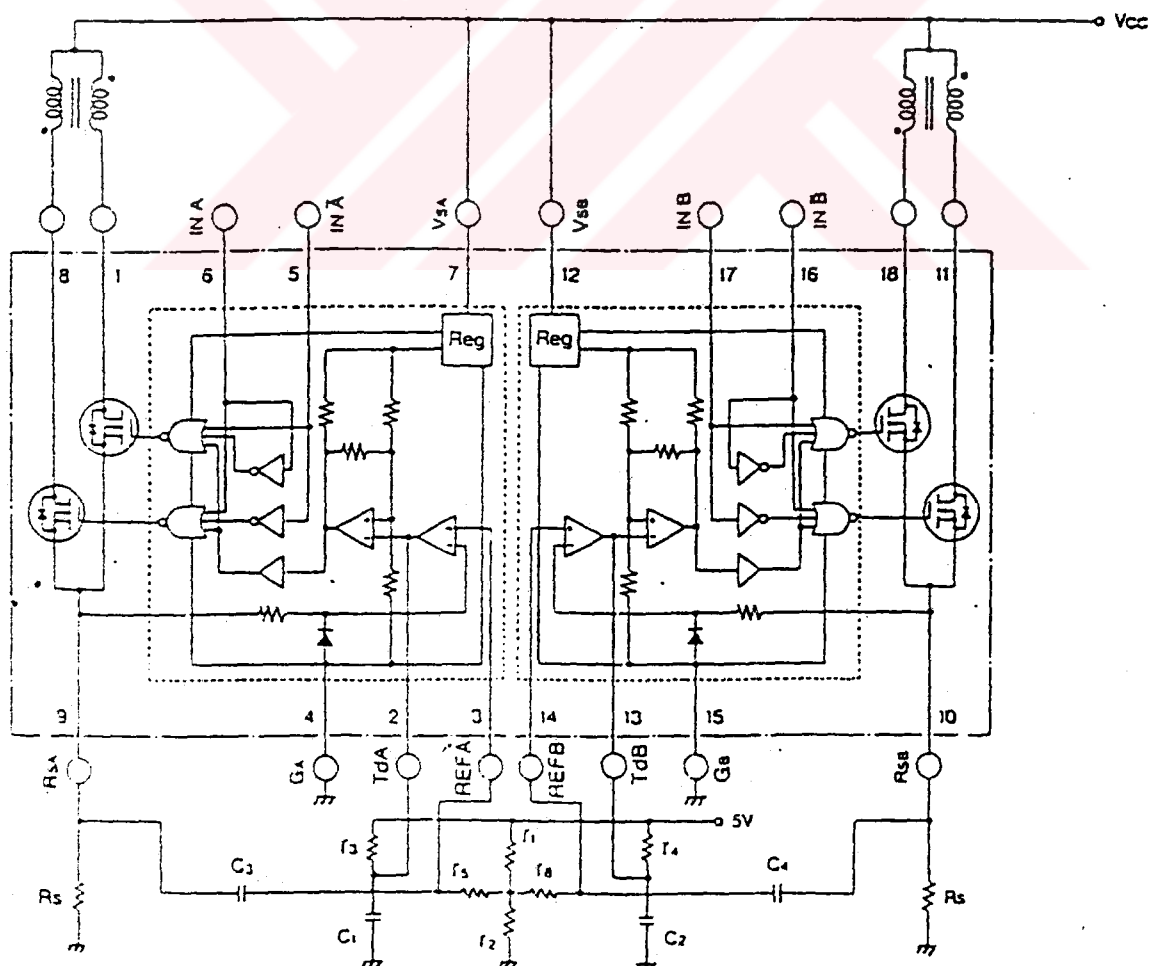 VCC
IN A
IN Ā
VSA
VSB
IN B
IN B̄
8 1 6 5 7 12 17 16 18 11
Reg
Reg
9 4 2 3 14 13 15 10
RSA
GA
TdA
REFA
REFB
TdB
GB
RSB
5V
r3
r1
r4
C3
r5
r8
C4
RS
C1
r2
C2
RS